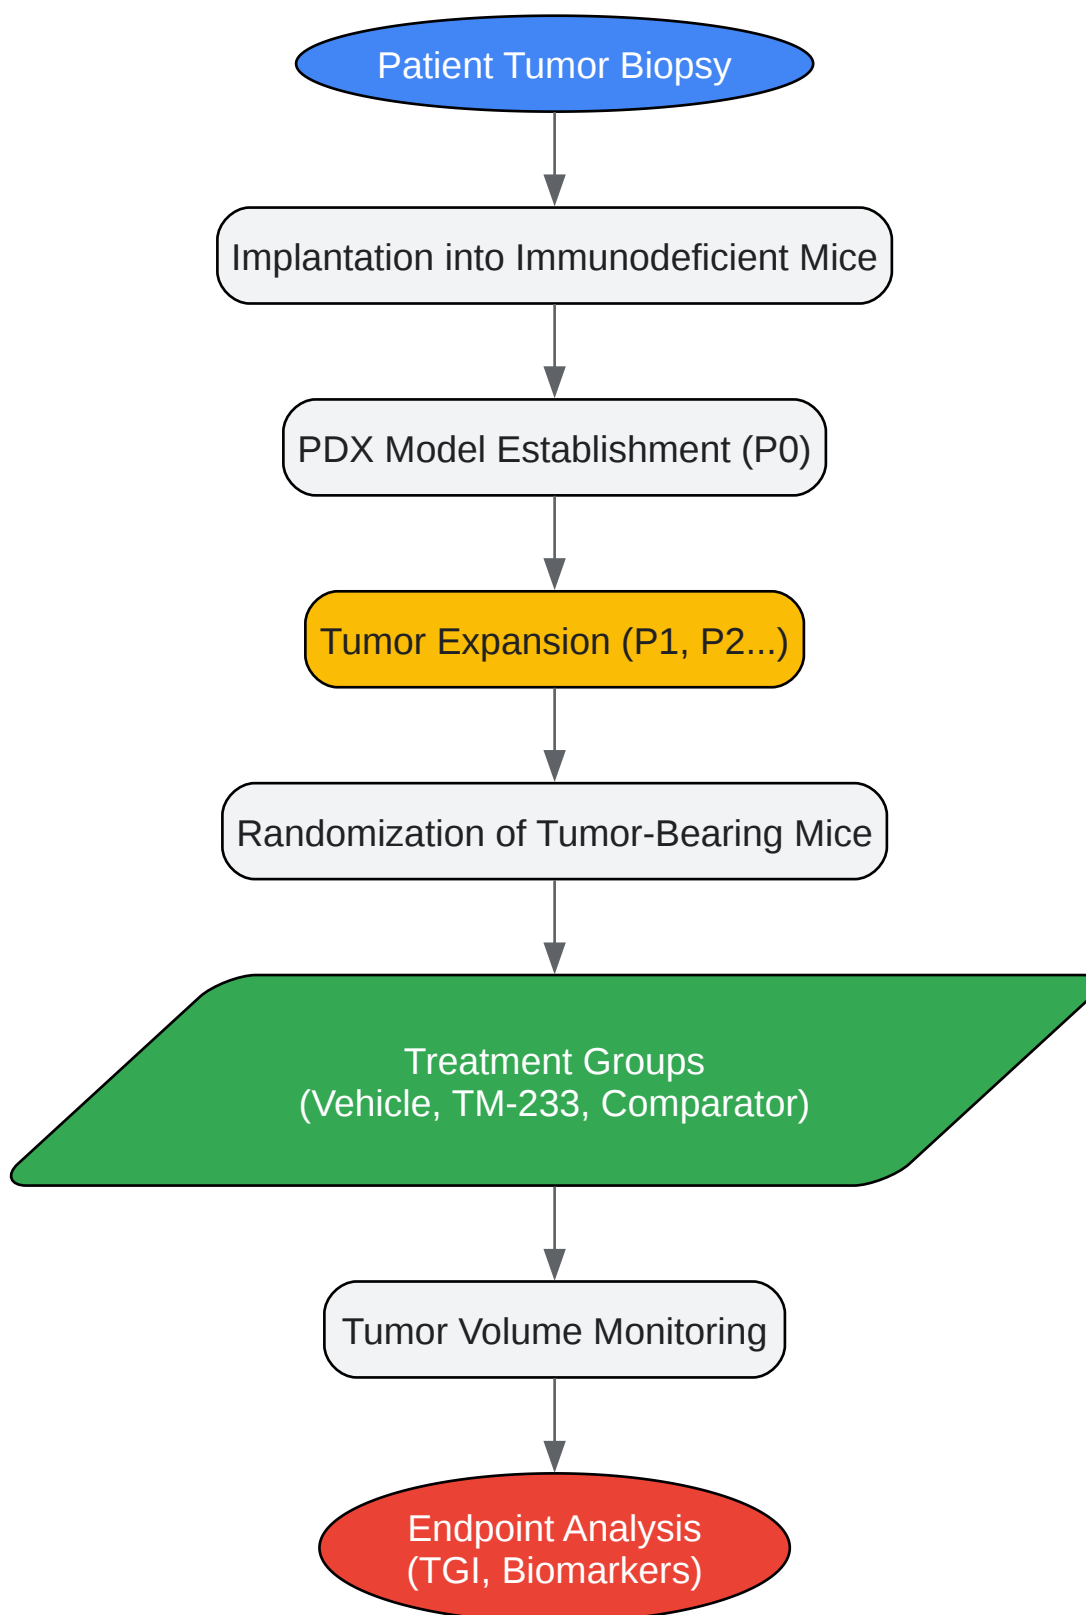 Patient Tumor Biopsy
Implantation into Immunodeficient Mice
PDX Model Establishment (P0)
Tumor Expansion (P1, P2...)
Randomization of Tumor-Bearing Mice
Treatment Groups
(Vehicle, TM-233, Comparator)
Tumor Volume Monitoring
Endpoint Analysis
(TGI, Biomarkers)